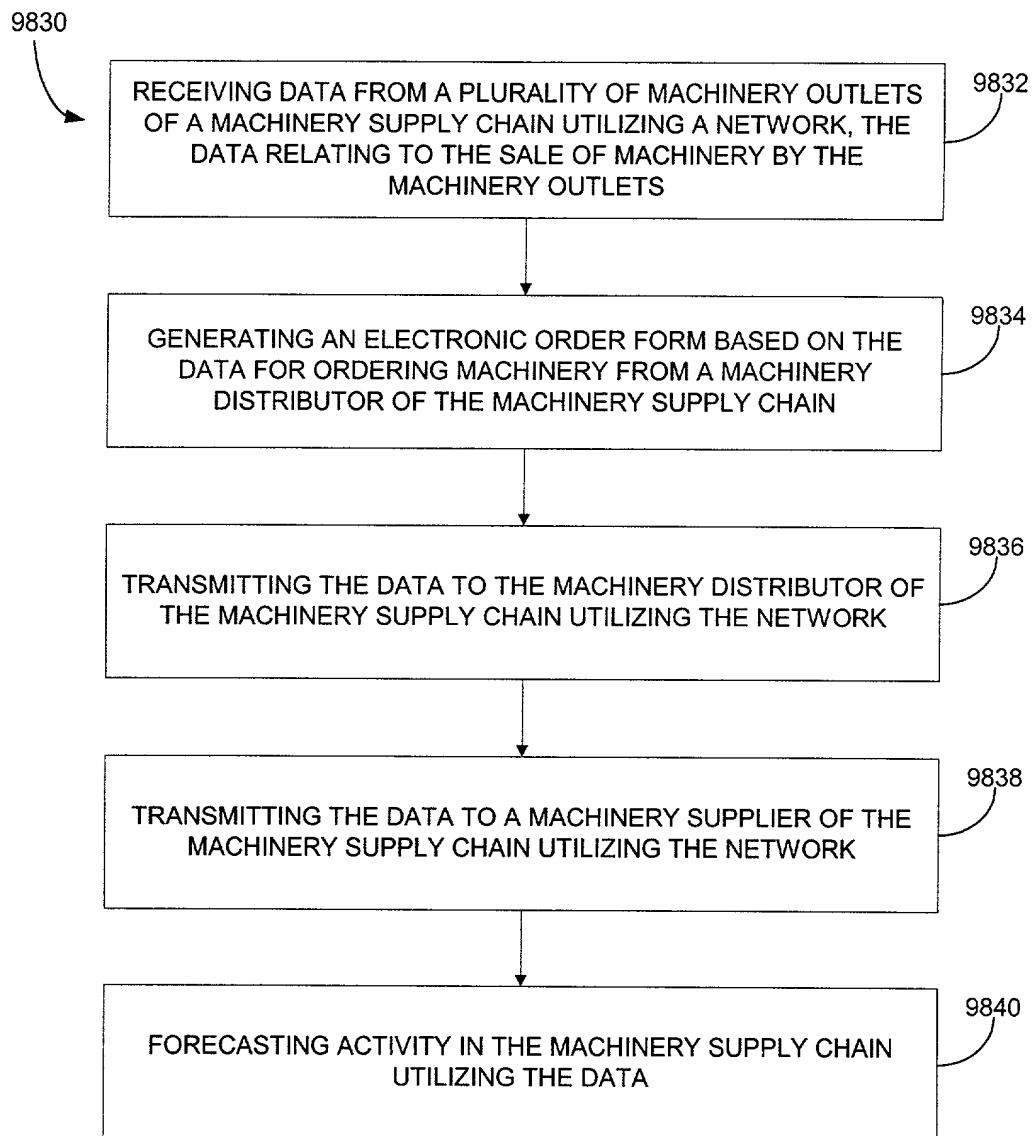 9830
9832
RECEIVING DATA FROM A PLURALITY OF MACHINERY OUTLETS
OF A MACHINERY SUPPLY CHAIN UTILIZING A NETWORK, THE
DATA RELATING TO THE SALE OF MACHINERY BY THE
MACHINERY OUTLETS
9834
GENERATING AN ELECTRONIC ORDER FORM BASED ON THE
DATA FOR ORDERING MACHINERY FROM A MACHINERY
DISTRIBUTOR OF THE MACHINERY SUPPLY CHAIN
9836
TRANSMITTING THE DATA TO THE MACHINERY DISTRIBUTOR OF
THE MACHINERY SUPPLY CHAIN UTILIZING THE NETWORK
9838
TRANSMITTING THE DATA TO A MACHINERY SUPPLIER OF THE
MACHINERY SUPPLY CHAIN UTILIZING THE NETWORK
9840
FORECASTING ACTIVITY IN THE MACHINERY SUPPLY CHAIN
UTILIZING THE DATA